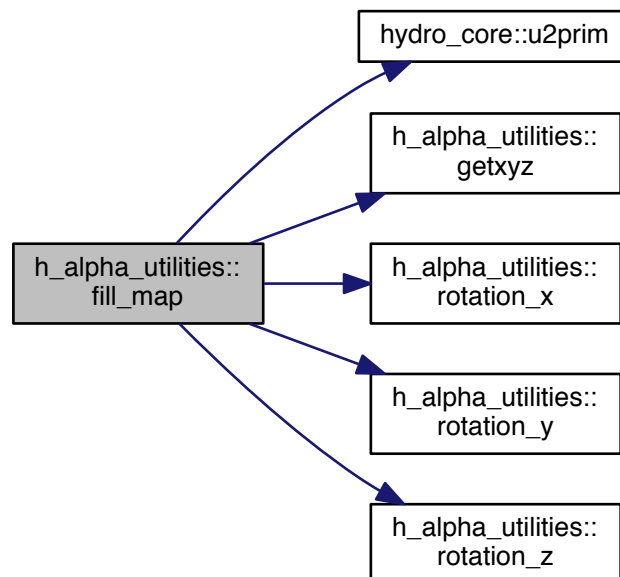 hydro_core::u2prim
h_alpha_utilities::
getxyz
h_alpha_utilities::
fill_map
h_alpha_utilities::
rotation_x
h_alpha_utilities::
rotation_y
h_alpha_utilities::
rotation_z